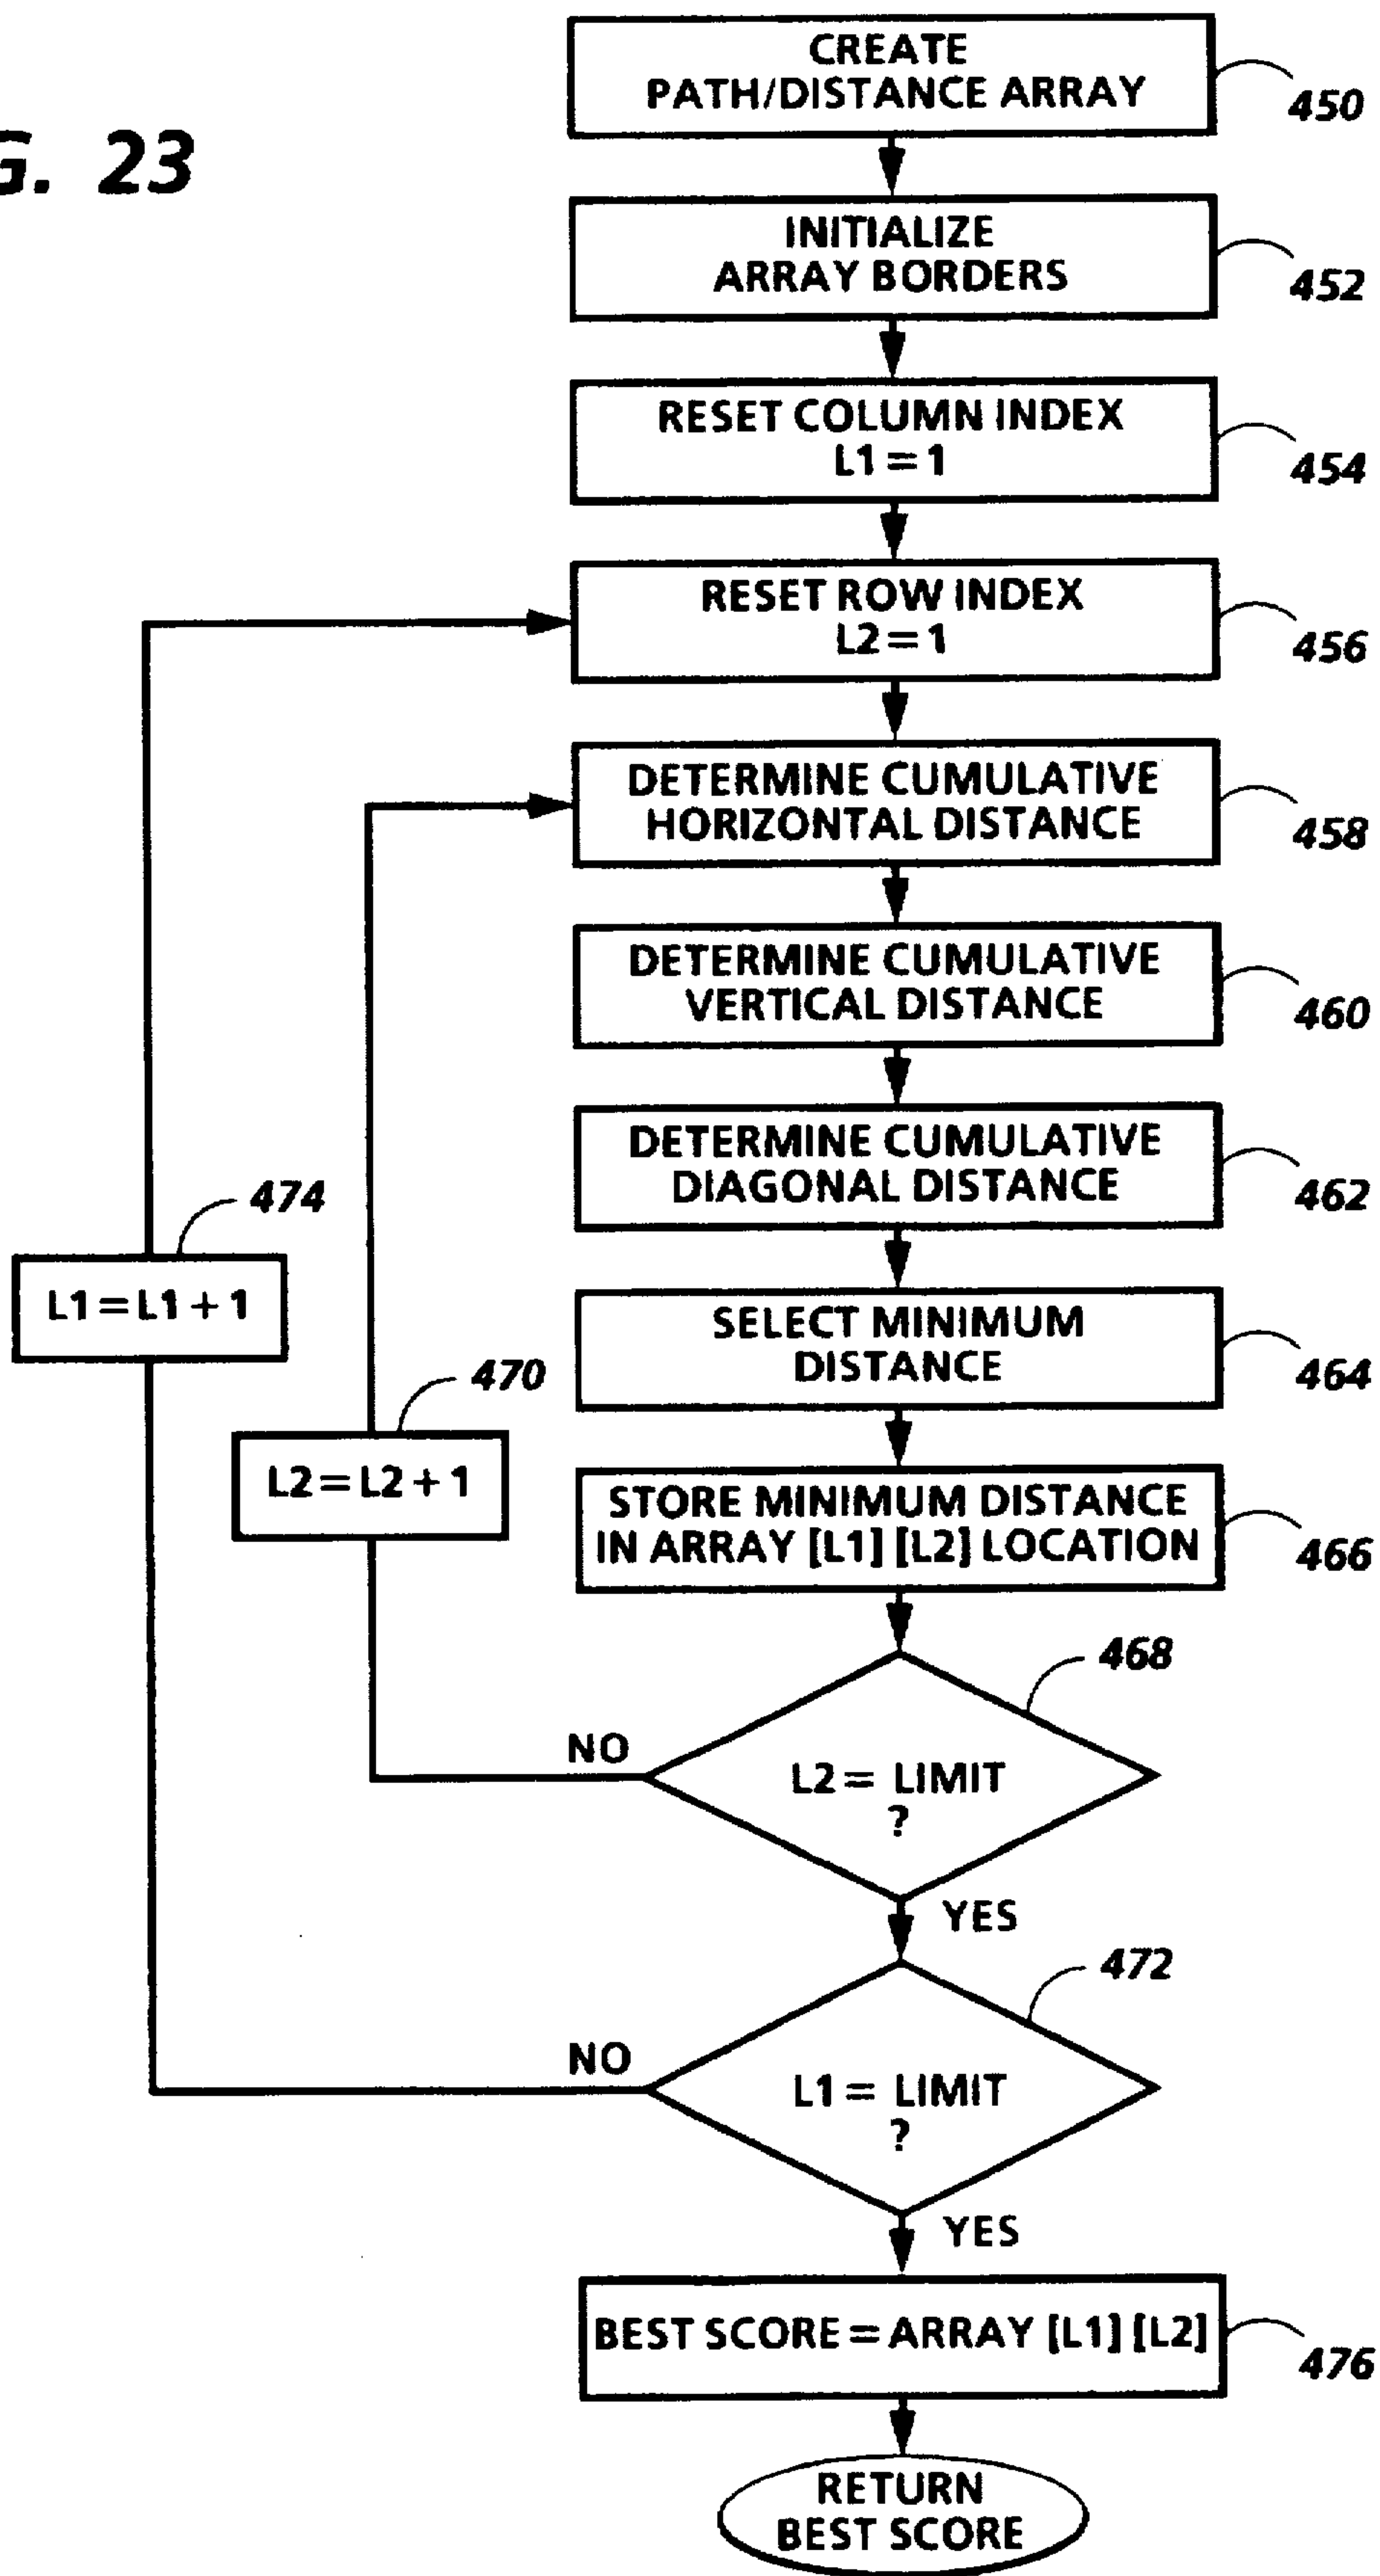 G. 23
CREATE
PATH/DISTANCE ARRAY
450
INITIALIZE
ARRAY BORDERS
452
RESET COLUMN INDEX
L1 = 1
454
RESET ROW INDEX
L2 = 1
456
DETERMINE CUMULATIVE
HORIZONTAL DISTANCE
458
DETERMINE CUMULATIVE
VERTICAL DISTANCE
460
DETERMINE CUMULATIVE
DIAGONAL DISTANCE
462
474
L1 = L1 + 1
SELECT MINIMUM
DISTANCE
464
470
L2 = L2 + 1
STORE MINIMUM DISTANCE
IN ARRAY [L1] [L2] LOCATION
466
468
NO
L2 = LIMIT
?
YES
472
NO
L1 = LIMIT
?
YES
BEST SCORE = ARRAY [L1] [L2]
476
RETURN
BEST SCORE